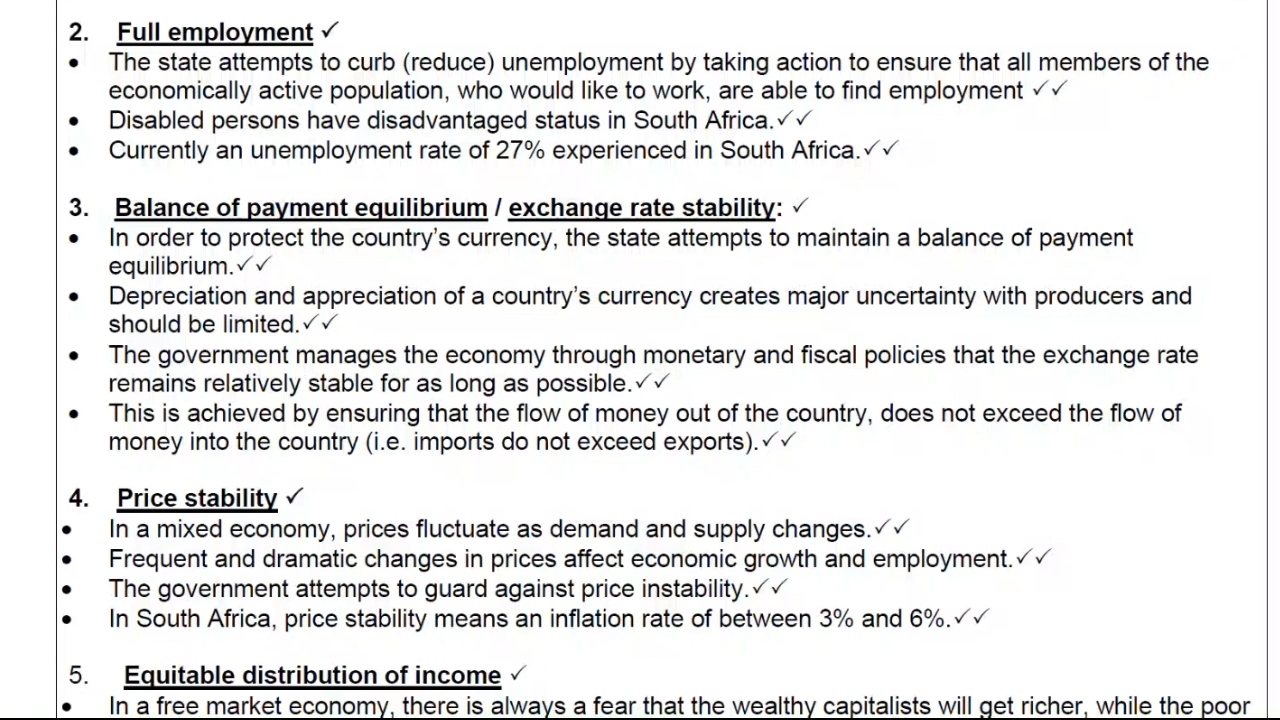 2. Full employment ✓
• The state attempts to curb (reduce) unemployment by taking action to ensure that all members of the
economically active population, who would like to work, are able to find employment ✓✓
• Disabled persons have disadvantaged status in South Africa.✓✓
• Currently an unemployment rate of 27% experienced in South Africa.✓✓
3. Balance of payment equilibrium / exchange rate stability: ✓
• In order to protect the country's currency, the state attempts to maintain a balance of payment
equilibrium.✓✓
• Depreciation and appreciation of a country's currency creates major uncertainty with producers and
should be limited.✓✓
• The government manages the economy through monetary and fiscal policies that the exchange rate
remains relatively stable for as long as possible.✓✓
• This is achieved by ensuring that the flow of money out of the country, does not exceed the flow of
money into the country (i.e. imports do not exceed exports).✓✓
4. Price stability ✓
• In a mixed economy, prices fluctuate as demand and supply changes.✓✓
• Frequent and dramatic changes in prices affect economic growth and employment.✓✓
• The government attempts to guard against price instability.✓✓
• In South Africa, price stability means an inflation rate of between 3% and 6%.✓✓
5. Equitable distribution of income ✓
• In a free market economy, there is always a fear that the wealthy capitalists will get richer, while the poor